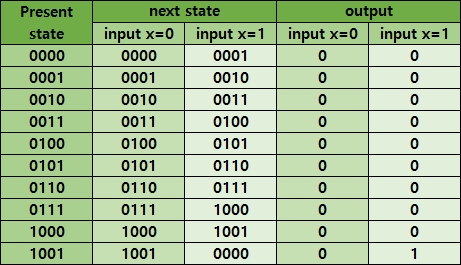 Present state next state output
input x=0 input x=1 input x=0 input x=1
0000 0000 0001 0 0
0001 0001 0010 0 0
0010 0010 0011 0 0
0011 0011 0100 0 0
0100 0100 0101 0 0
0101 0101 0110 0 0
0110 0110 0111 0 0
0111 0111 1000 0 0
1000 1000 1001 0 0
1001 1001 0000 0 1